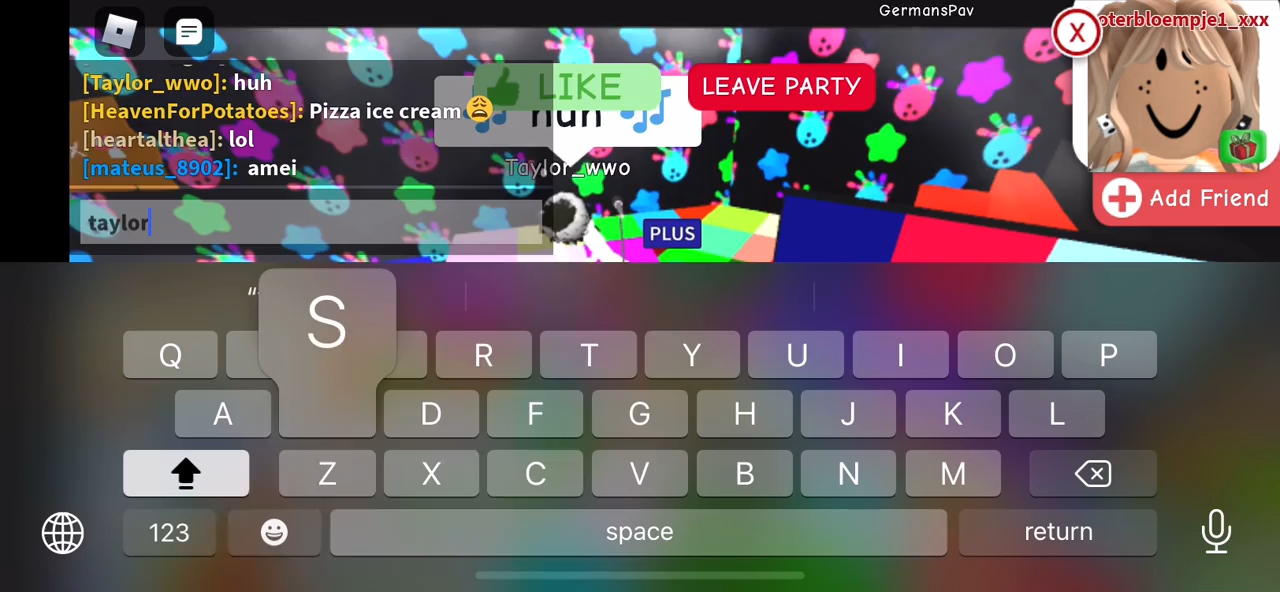 GermansPav
oterbloempje1_xxx
X
[Taylor_wwo]: huh
LIKE
LEAVE PARTY
[HeavenForPotatoes]: Pizza ice cream 😩
huh
[heartalthea]: lol
[mateus_8902]: amei
Taylor_wwo
Add Friend
taylor
PLUS
S
Q R T Y U I O P
A D F G H J K L
Z X C V B N M
123 space return